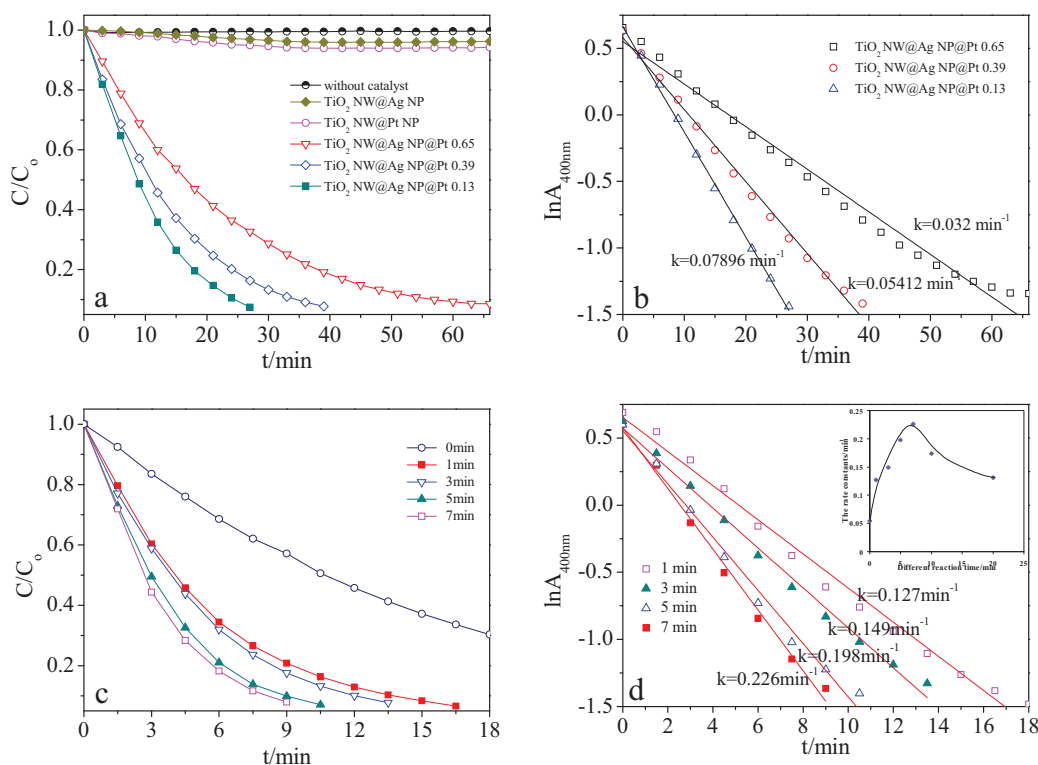 1.0
0.8
0.6
0.4
0.2
C/C₀
0 10 20 30 40 50 60
t/min
without catalyst
TiO₂ NW@Ag NP
TiO₂ NW@Pt NP
TiO₂ NW@Ag NP@Pt 0.65
TiO₂ NW@Ag NP@Pt 0.39
TiO₂ NW@Ag NP@Pt 0.13
a
0.5
0.0
-0.5
-1.0
-1.5
InA₄₀₀nm
0 10 20 30 40 50 60
t/min
TiO₂ NW@Ag NP@Pt 0.65
TiO₂ NW@Ag NP@Pt 0.39
TiO₂ NW@Ag NP@Pt 0.13
k=0.032 min⁻¹
k=0.07896 min⁻¹
k=0.05412 min⁻¹
b
1.0
0.8
0.6
0.4
0.2
C/C₀
0 3 6 9 12 15 18
t/min
0min
1min
3min
5min
7min
c
0.5
0.0
-0.5
-1.0
-1.5
lnA₄₀₀nm
0 2 4 6 8 10 12 14 16 18
t/min
1 min
3 min
5 min
7 min
k=0.127min⁻¹
k=0.149min⁻¹
k=0.198min⁻¹
k=0.226min⁻¹
d
0.25
0.2
0.15
0.1
0.05
0
The rate constants/min
0 5 10 15 20 25
Different reaction time/min